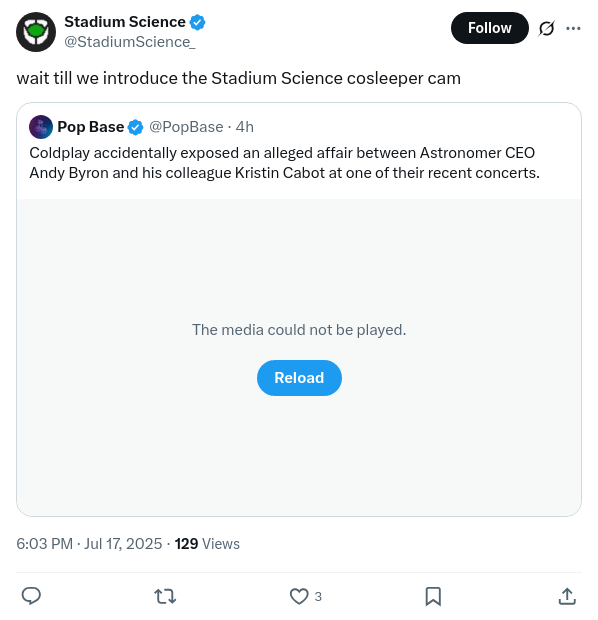 Stadium Science
@StadiumScience_
Follow
wait till we introduce the Stadium Science cosleeper cam
Pop Base @PopBase · 4h
Coldplay accidentally exposed an alleged affair between Astronomer CEO
Andy Byron and his colleague Kristin Cabot at one of their recent concerts.
The media could not be played.
Reload
6:03 PM · Jul 17, 2025 · 129 Views
3